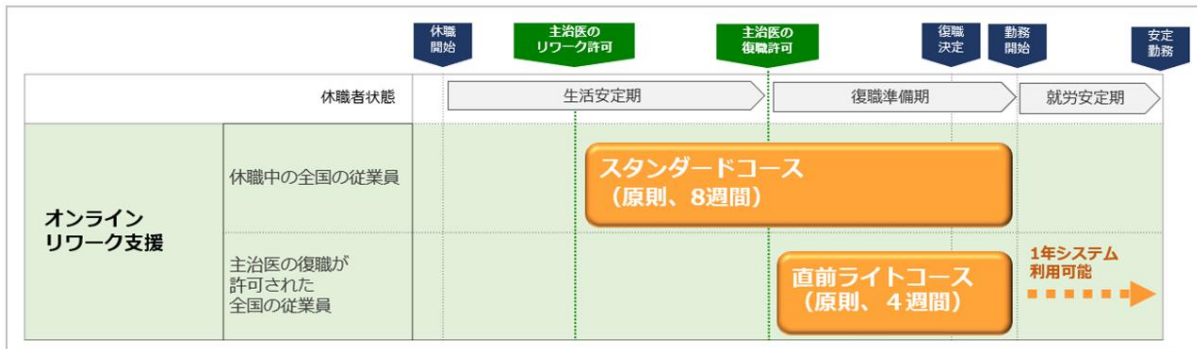 休職
開始
主治医の
リワーク許可
主治医の
復職許可
復職
決定
勤務
開始
安定
勤務
休職者状態
生活安定期
復職準備期
就労安定期
オンライン
リワーク支援
休職中の全国の従業員
スタンダードコース
（原則、8週間）
主治医の復職が
許可された
全国の従業員
直前ライトコース
（原則、４週間）
1年システム
利用可能